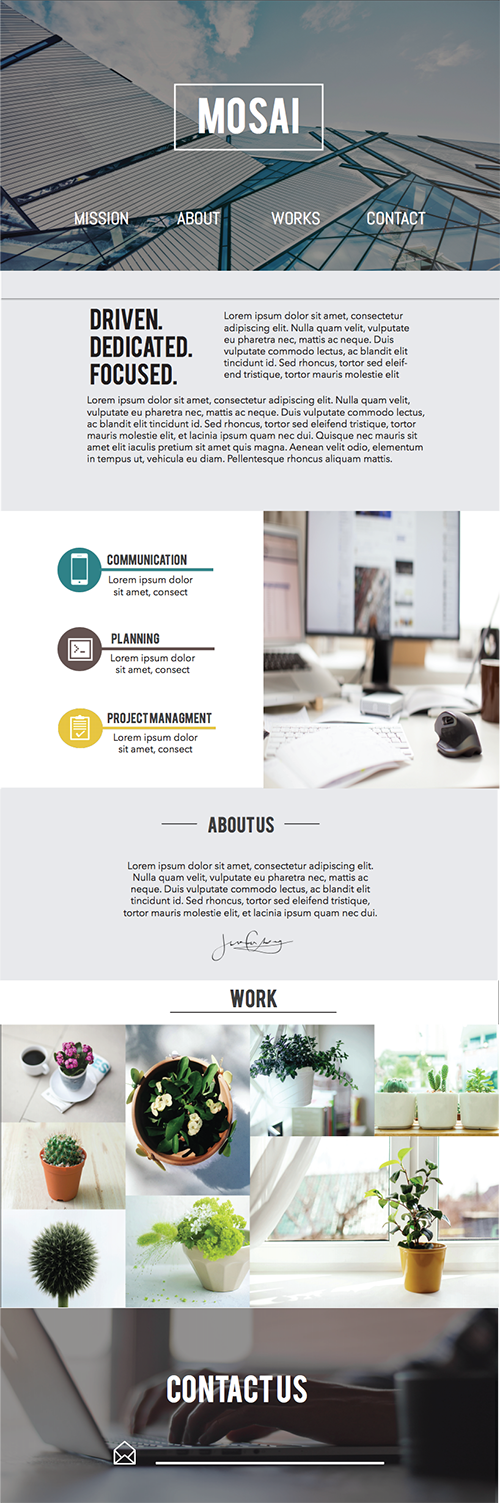 MOSAI
MISSION ABOUT WORKS CONTACT
DRIVEN.
DEDICATED.
FOCUSED.
Lorem ipsum dolor sit amet, consectetur
adipiscing elit.
Nulla quam velit, vulputate
eu pharetra nec, mattis ac neque. Duis
vulputate commodo lectus, ac blandit elit
tincidunt id. Sed rhoncus, tortor eleif-
end tristique, tortor mauris molestie elit
Lorem ipsum dolor sit amet, consectetur adipiscing elit. Nulla quam velit,
vulputate eu pharetra nec, mattis ac neque. Duis vulputate commodo lectus,
ac blandit elit tincidunt id. Sed rhoncus, tortor sed eleifend tristique, tortor
mauris molestie elit, et lacinia ipsum quam nec dui. Quisque nec mauris sit
amet elit iaculis pretium sit amet quis magna. Aenean velit odio, elementum
in tempus ut, vehicula eu diam. Pellentesque rhoncus aliquam mattis.
COMMUNICATION
Lorem ipsum dolor
sit amet, consect
PLANNING
Lorem ipsum dolor
sit amet, consect
PROJECT MANAGMENT
Lorem ipsum dolor
sit amet, consect
ABOUT US
Lorem ipsum dolor sit amet, consectetur adipiscing elit.
Nulla quam velit, vulputate eu pharetra nec, mattis ac
neque. Duis vulputate commodo lectus, ac blandit elit
tincidunt id. Sed rhoncus, tortor sed eleifend tristique,
tortor mauris molestie elit, et lacinia ipsum quam nec dui.
WORK
CONTACT US